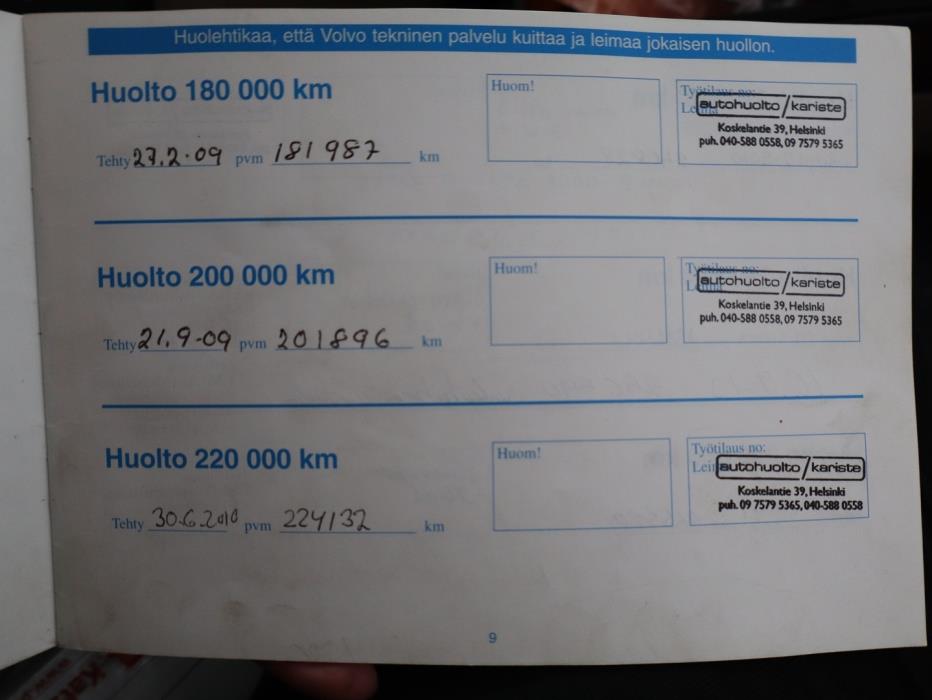 Huolehtikaa, että Volvo tekninen palvelu kuittaa ja leimaa jokaisen huollon.
Huolto 180 000 km
Tehty 27.2.09 pvm 181987 km
Huom!
Työtilaus no:
autohuolto/kariste
Koskelantie 39, Helsinki
puh. 040-588 0558, 09 7579 5365
Huolto 200 000 km
Tehty 21.9-09 pvm 201896 km
Huom!
Työtilaus no:
autohuolto/kariste
Koskelantie 39, Helsinki
puh. 040-588 0558, 09 7579 5365
Huolto 220 000 km
Tehty 30.6.2010 pvm 224132 km
Huom!
Työtilaus no:
autohuolto/kariste
Koskelantie 39, Helsinki
puh. 09 7579 5365, 040-588 0558
9